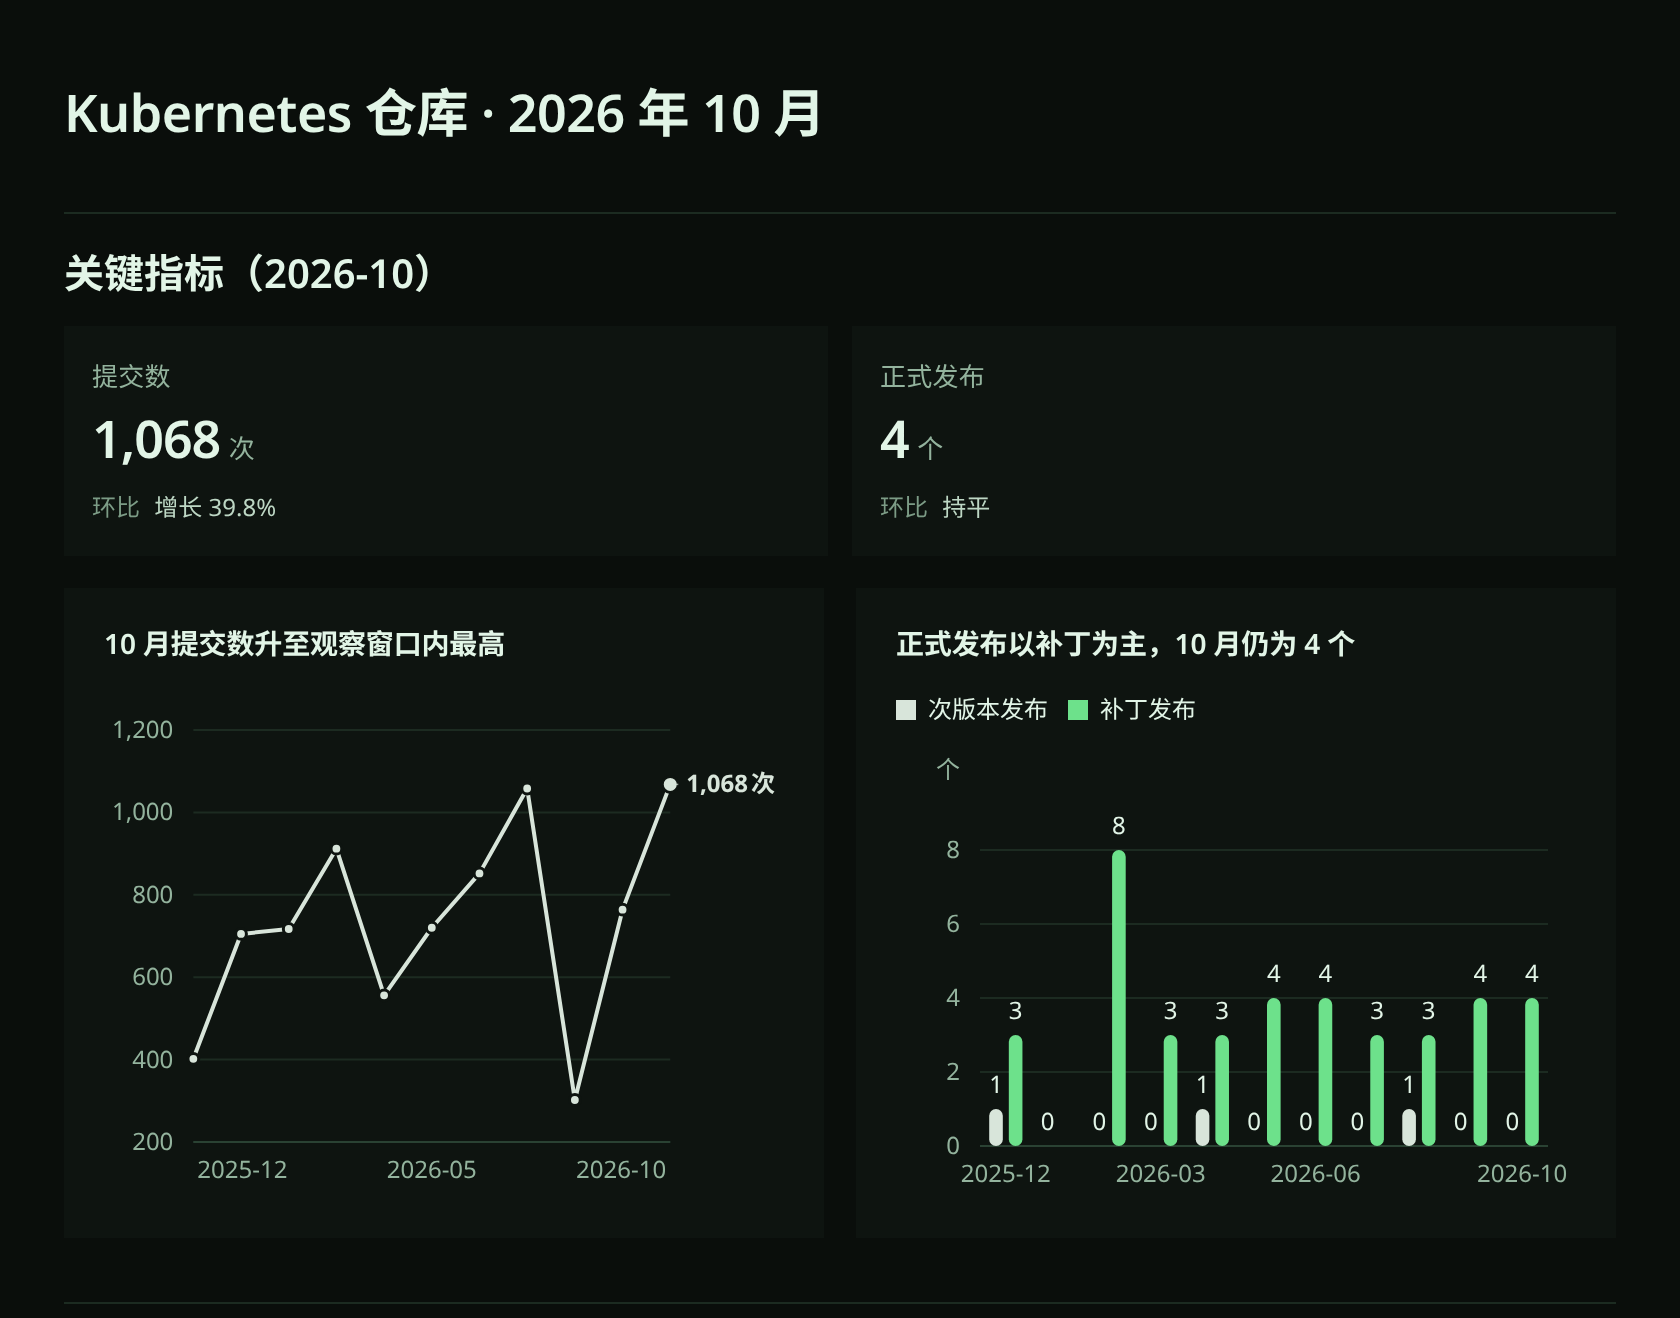 Kubernetes 仓库 · 2026 年 10 月
关键指标（2026-10）
提交数
1,068 次
环比 增长 39.8%
正式发布
4 个
环比 持平
10 月提交数升至观察窗口内最高
1,200
1,000
800
600
400
200
1,068 次
2025-12 2026-05 2026-10
正式发布以补丁为主，10 月仍为 4 个
次版本发布 补丁发布
个
8
6
4
2
0
1 3 0 0 8 0 3 1 3 0 4 0 4 0 3 1 3 0 4 0 4
2025-12 2026-03 2026-06 2026-10